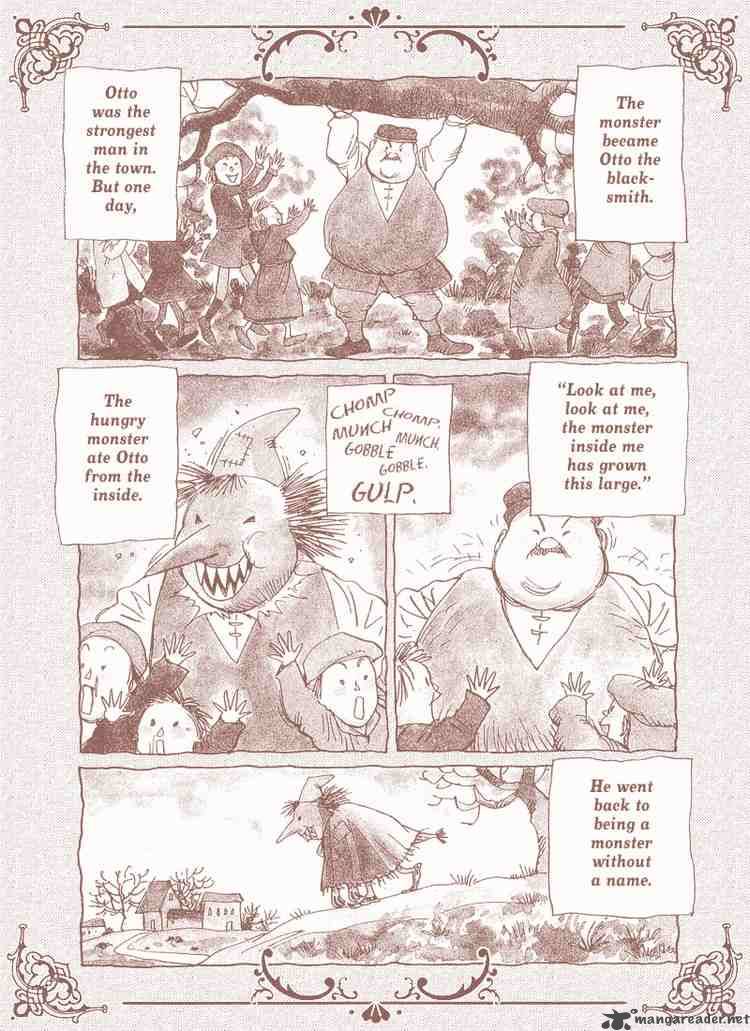 The
monster
became
Otto the
black-
smith.
Otto
was the
strongest
man in
the town.
But one
day,
"Look at me,
look at me,
the monster
inside me
has grown
this large."
CHOMP
CHOMP,
MUNCH
MUNCH,
GOBBLE
GOBBLE.
GULP.
The
hungry
monster
ate Otto
from the
inside.
He went
back to
being a
monster
without
a name.
mangareader.net